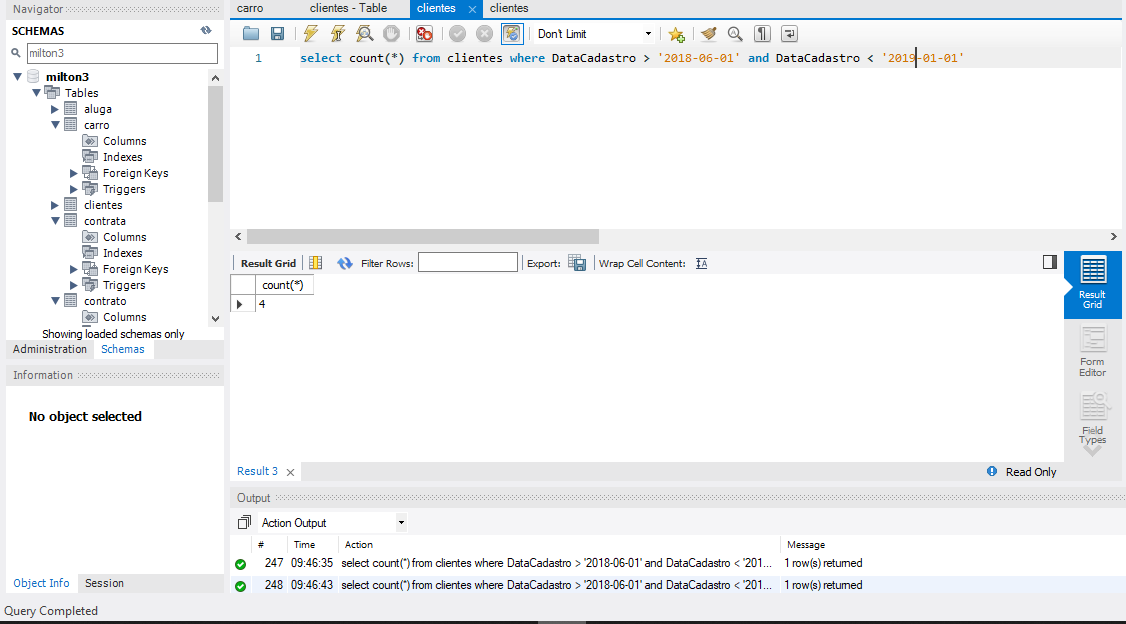 Navigator
SCHEMAS
milton3
milton3
Tables
aluga
carro
Columns
Indexes
Foreign Keys
Triggers
clientes
contrata
Columns
Indexes
Foreign Keys
Triggers
contrato
Columns
Showing loaded schemas only
Administration Schemas
Information
No object selected
Object Info Session
Query Completed
carro clientes - Table clientes clientes
Don't Limit
1 select count(*) from clientes where DataCadastro > '2018-06-01' and DataCadastro < '2019-01-01'
Result Grid Filter Rows: Export: Wrap Cell Content:
count(*)
4
Result Grid
Form Editor
Field Types
Result 3 Read Only
Output
Action Output
# Time Action Message
247 09:46:35 select count(*) from clientes where DataCadastro > '2018-06-01' and DataCadastro < '201... 1 row(s) returned
248 09:46:43 select count(*) from clientes where DataCadastro > '2018-06-01' and DataCadastro < '201... 1 row(s) returned